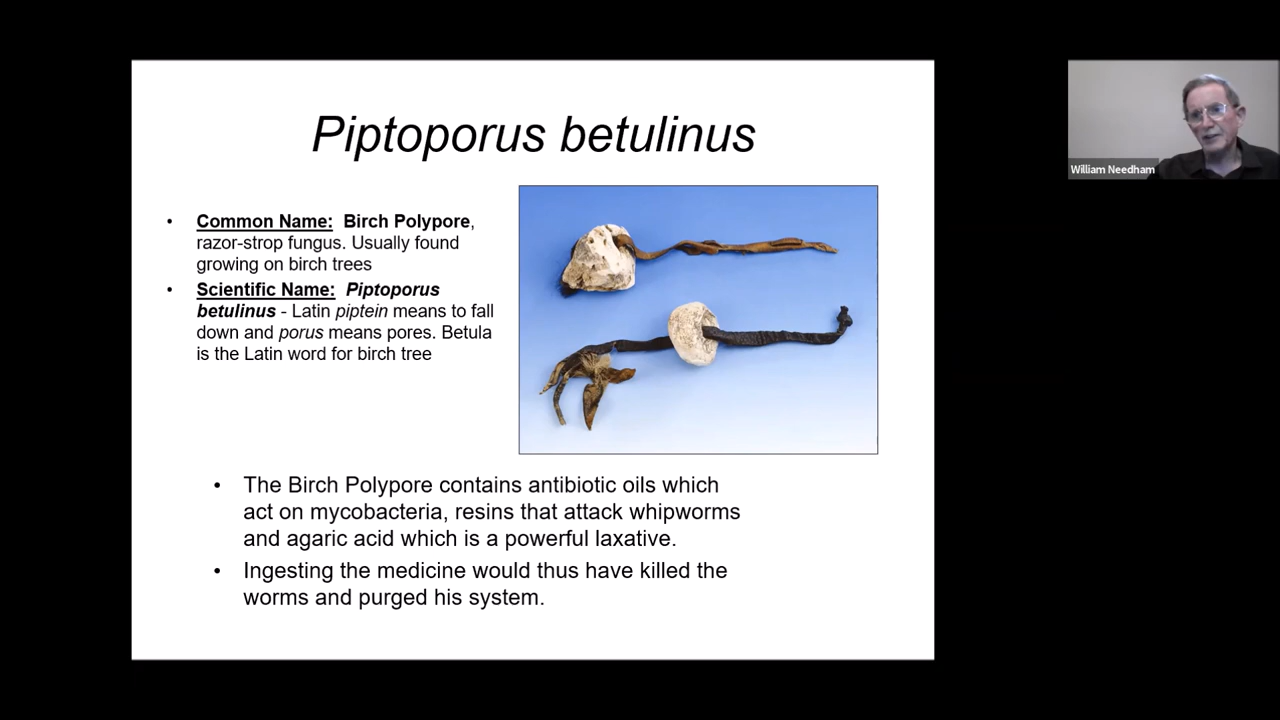 Piptoporus betulinus
• Common Name: Birch Polypore,
razor-strop fungus. Usually found
growing on birch trees
• Scientific Name: Piptoporus
betulinus - Latin piptein means to fall
down and porus means pores. Betula
is the Latin word for birch tree
• The Birch Polypore contains antibiotic oils which
act on mycobacteria, resins that attack whipworms
and agaric acid which is a powerful laxative.
• Ingesting the medicine would thus have killed the
worms and purged his system.
William Needham